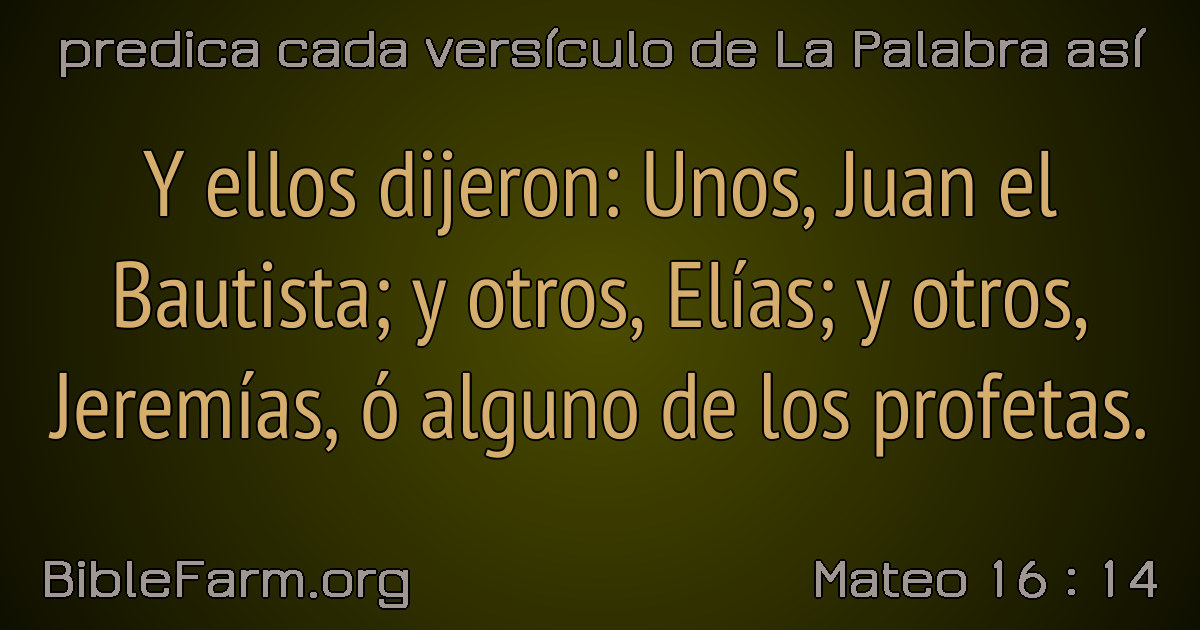 predica cada versículo de La Palabra así
Y ellos dijeron: Unos, Juan el
Bautista; y otros, Elías; y otros,
Jeremías, ó alguno de los profetas.
BibleFarm.org
Mateo 16 : 14